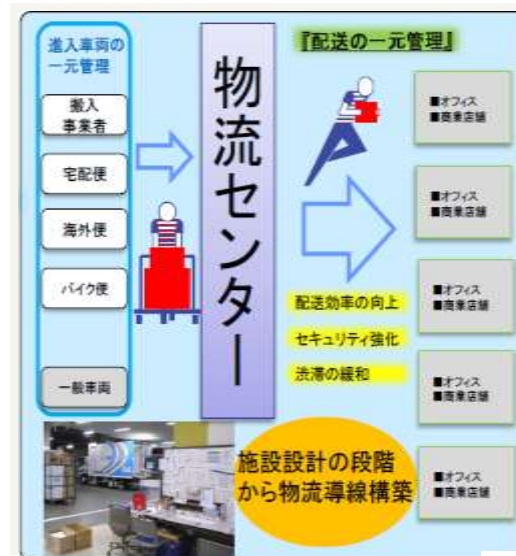 進入車両の
一元管理
搬入
事業者
宅配便
海外便
バイク便
一般車両
物流センター
『配送の一元管理』
配送効率の向上
セキュリティ強化
渋滞の緩和
■オフィス
■商業店舗
■オフィス
■商業店舗
■オフィス
■商業店舗
■オフィス
■商業店舗
■オフィス
■商業店舗
施設設計の段階
から物流導線構築